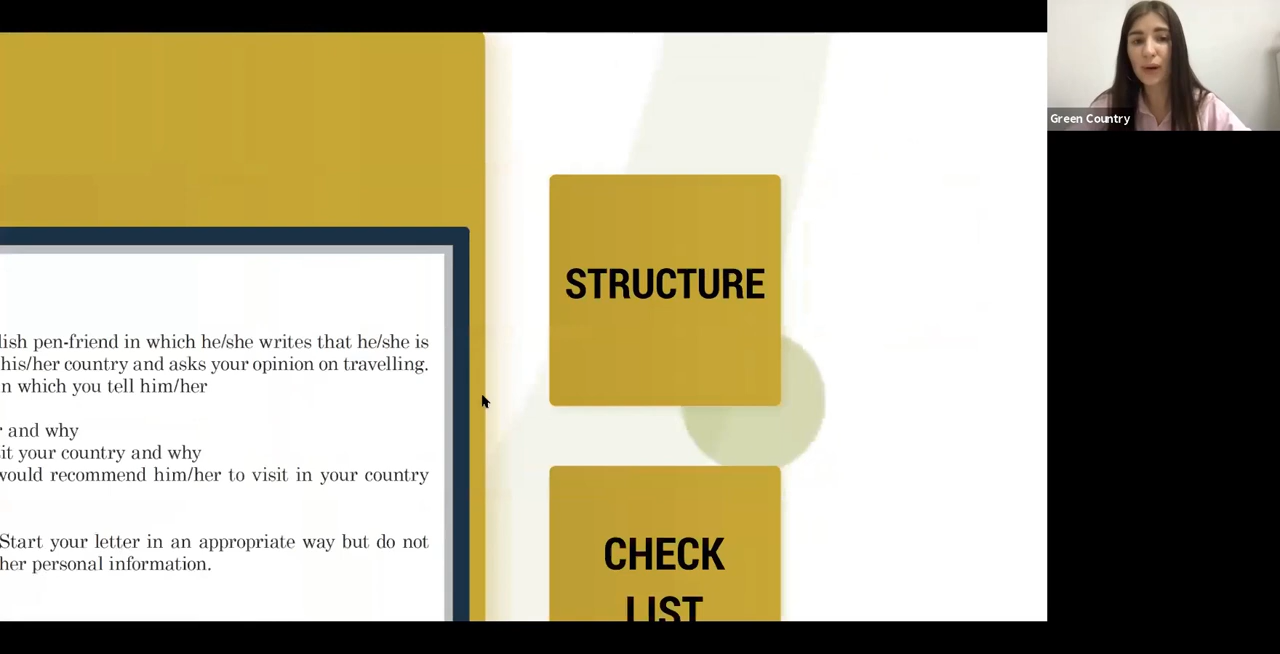 Green Country
STRUCTURE
lish pen-friend in which he/she writes that he/she is
his/her country and asks your opinion on travelling.
n which you tell him/her
and why
it your country and why
would recommend him/her to visit in your country
Start your letter in an appropriate way but do not
her personal information.
CHECK
LIST